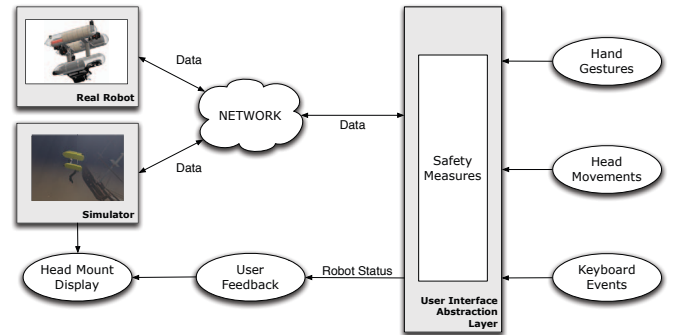 Real Robot
Data
NETWORK
Data
Data
Simulator
Head Mount
Display
User
Feedback
Robot Status
Safety
Measures
User Interface
Abstraction
Layer
Hand
Gestures
Head
Movements
Keyboard
Events